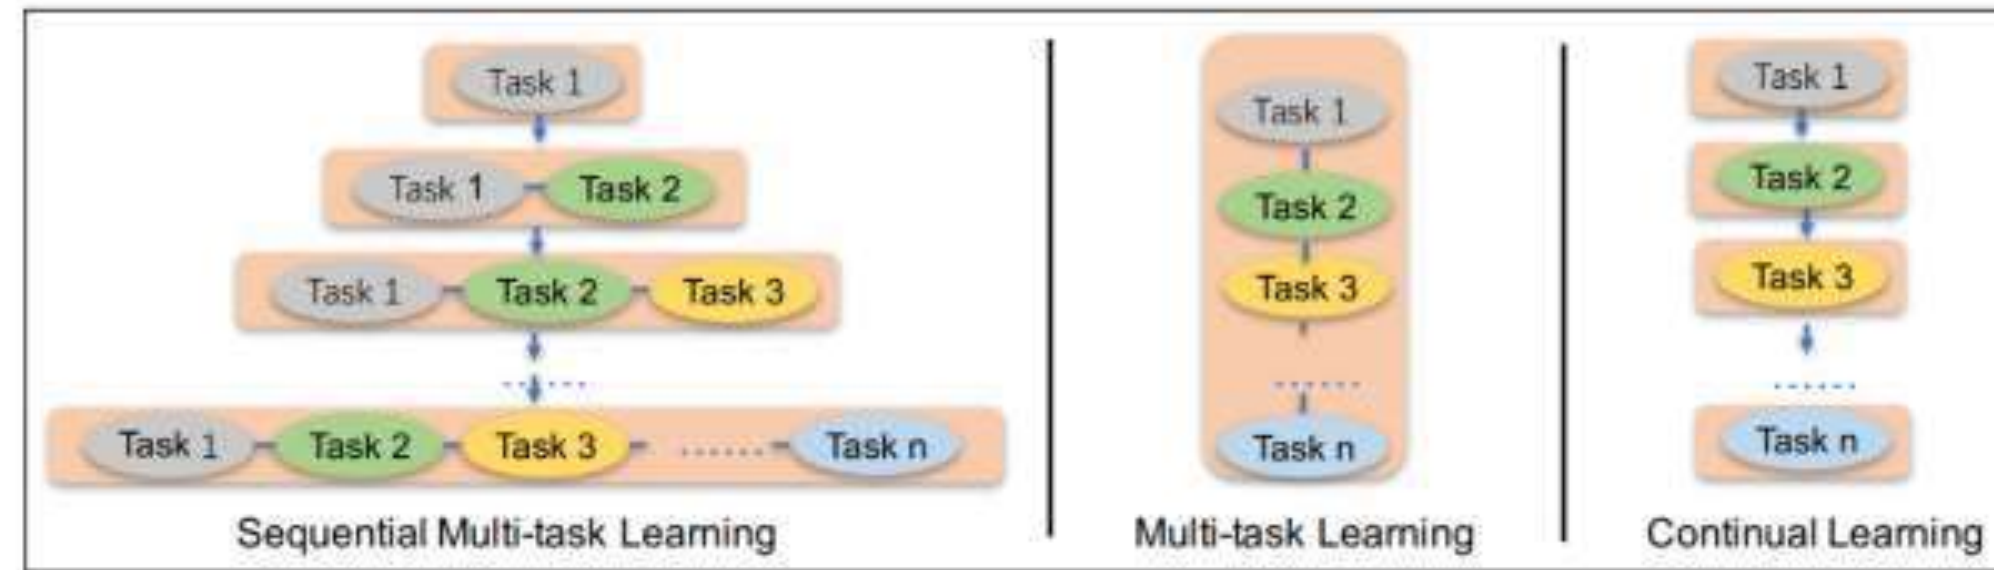 Task 1
Task 1 Task 2
Task 1 Task 2 Task 3
Task 1 Task 2 Task 3 ...... Task n
Sequential Multi-task Learning
Task 1
Task 2
Task 3
......
Task n
Multi-task Learning
Task 1
Task 2
Task 3
......
Task n
Continual Learning